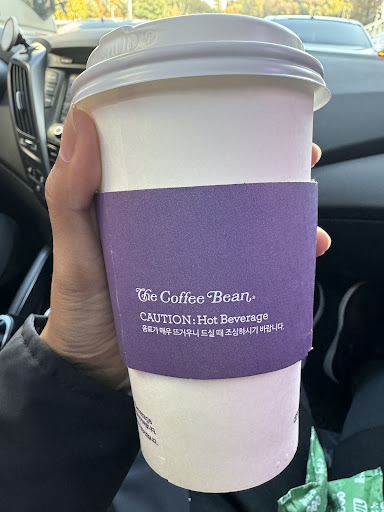 The Coffee Bean®
CAUTION: Hot Beverage
음료가 매우 뜨거우니 드실 때 조심하시기 바랍니다.